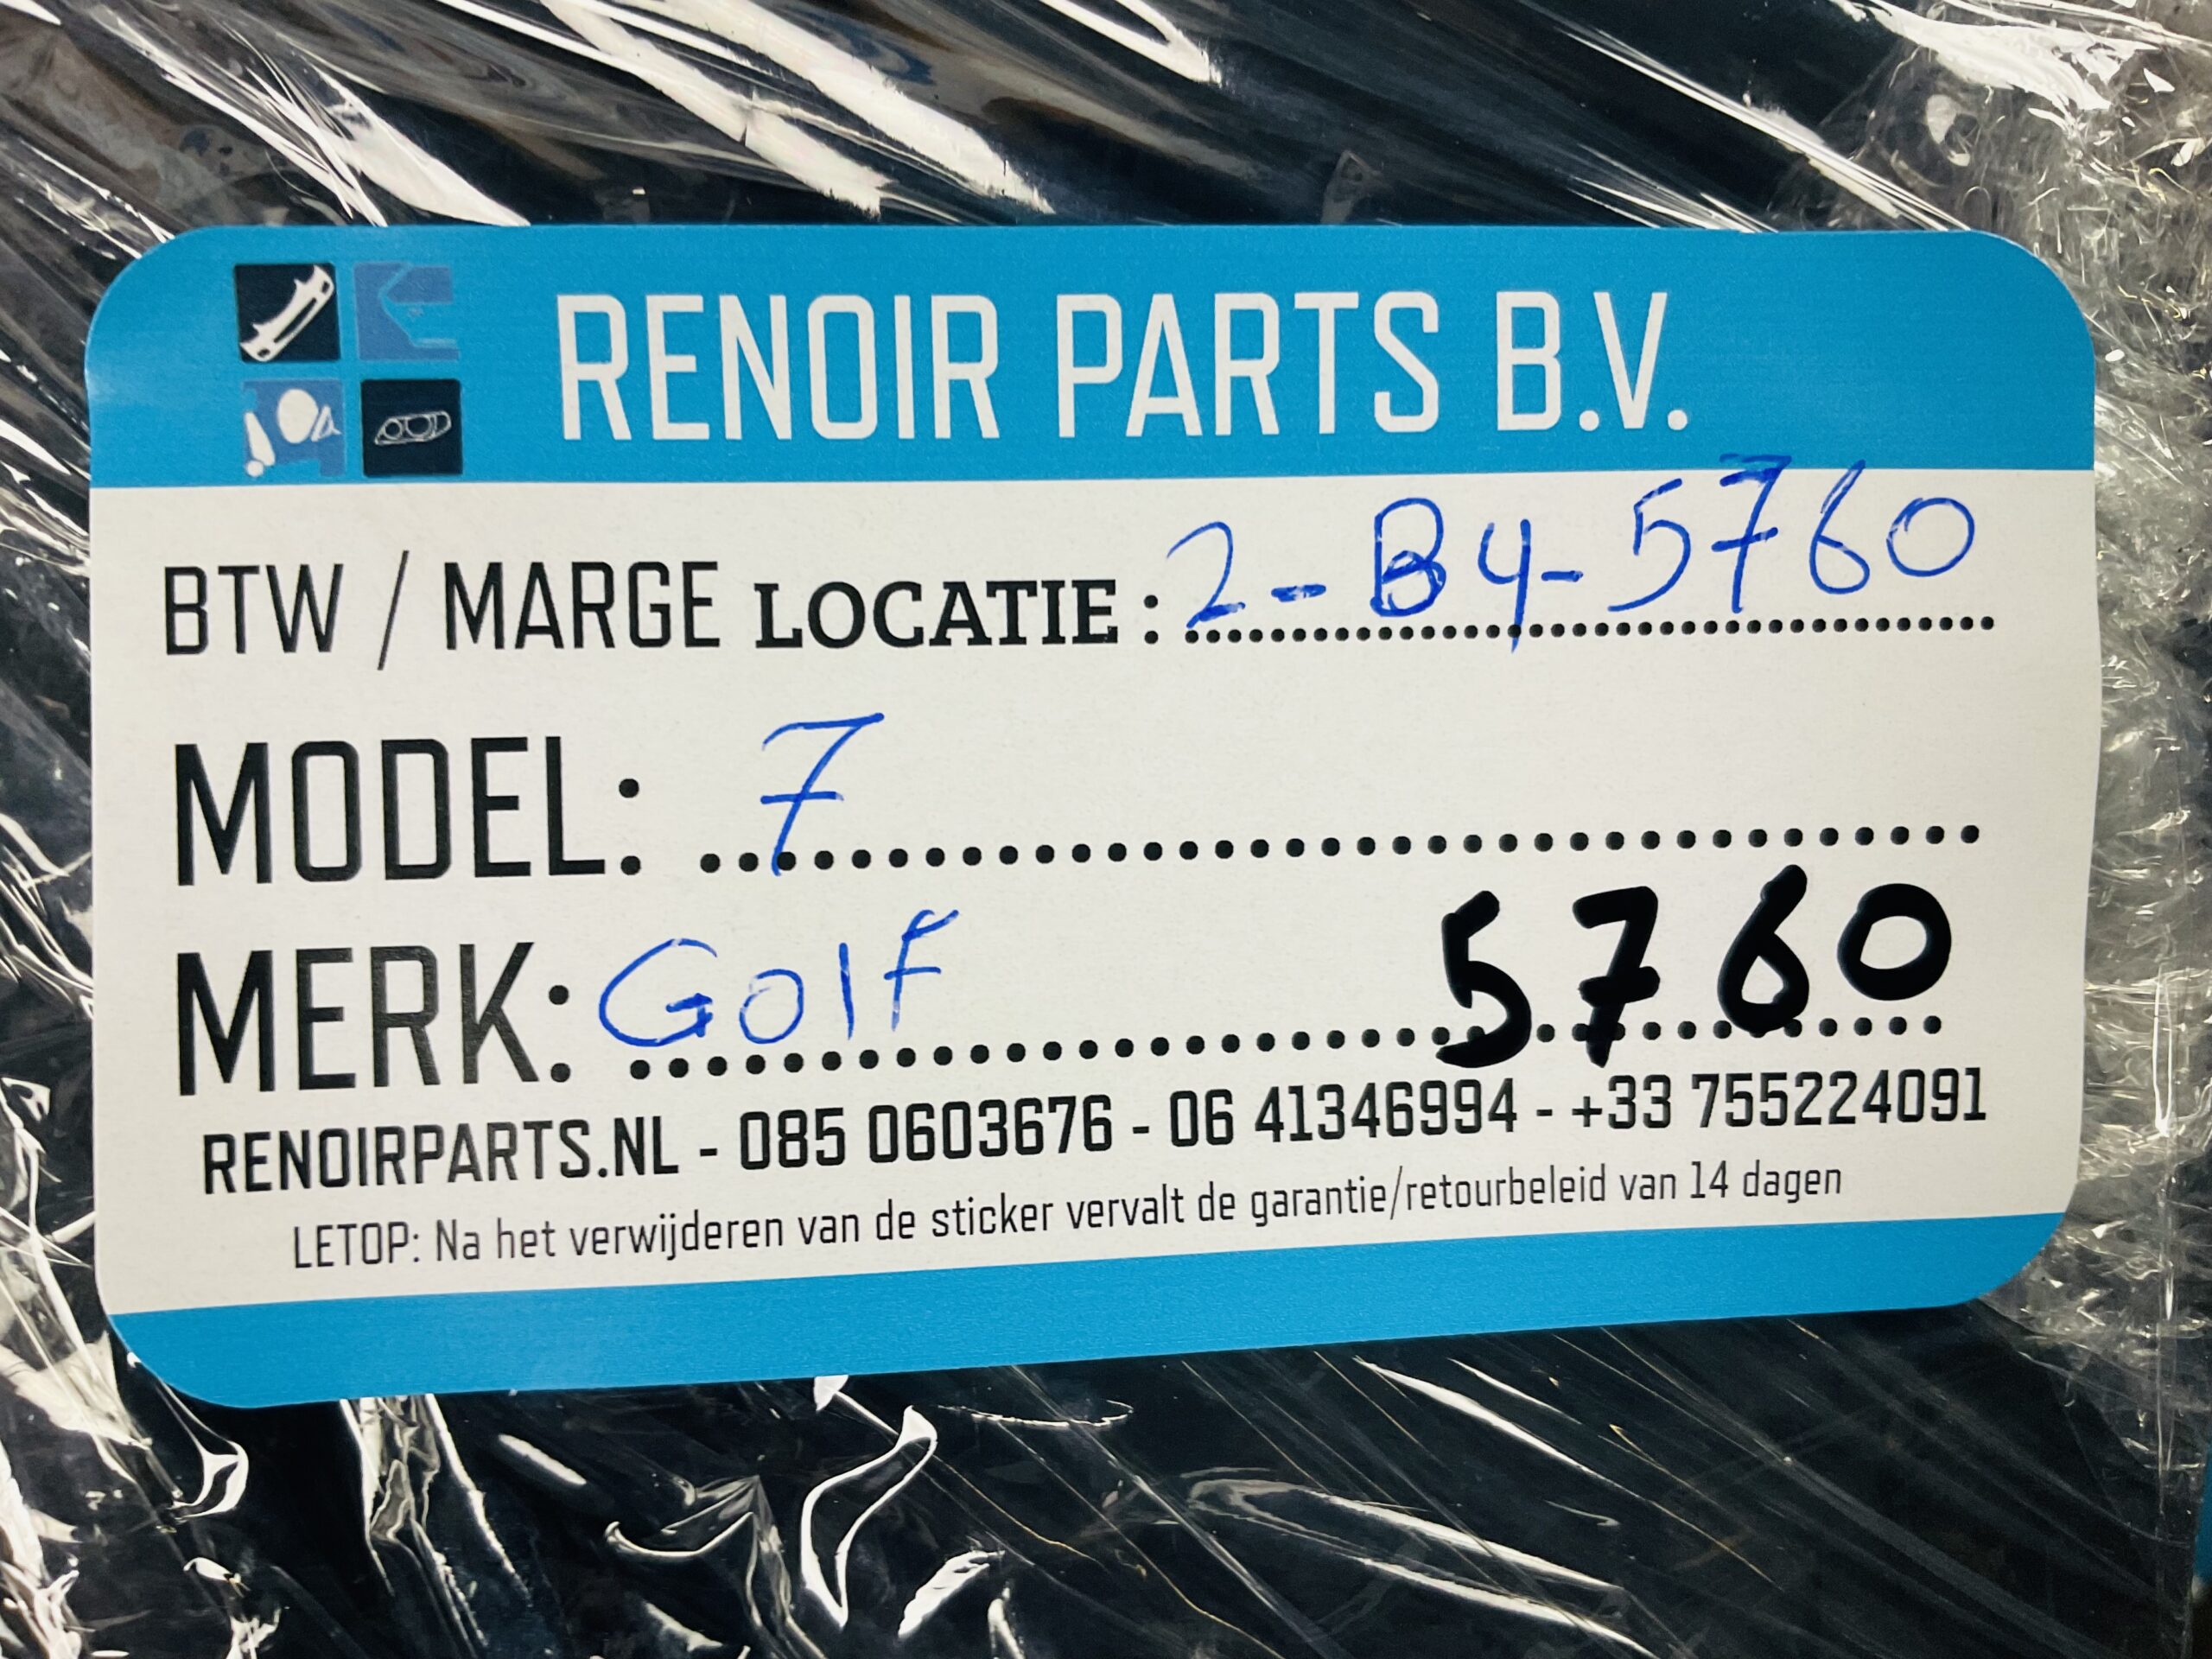 RENOIR PARTS B.V.
BTW / MARGE LOCATIE : 2-B4-5760
MODEL: 7
MERK: Golf 5760
RENOIRPARTS.NL - 085 0603676 - 06 41346994 - +33 755224091
LETOP: Na het verwijderen van de sticker vervalt de garantie/retourbeleid van 14 dagen